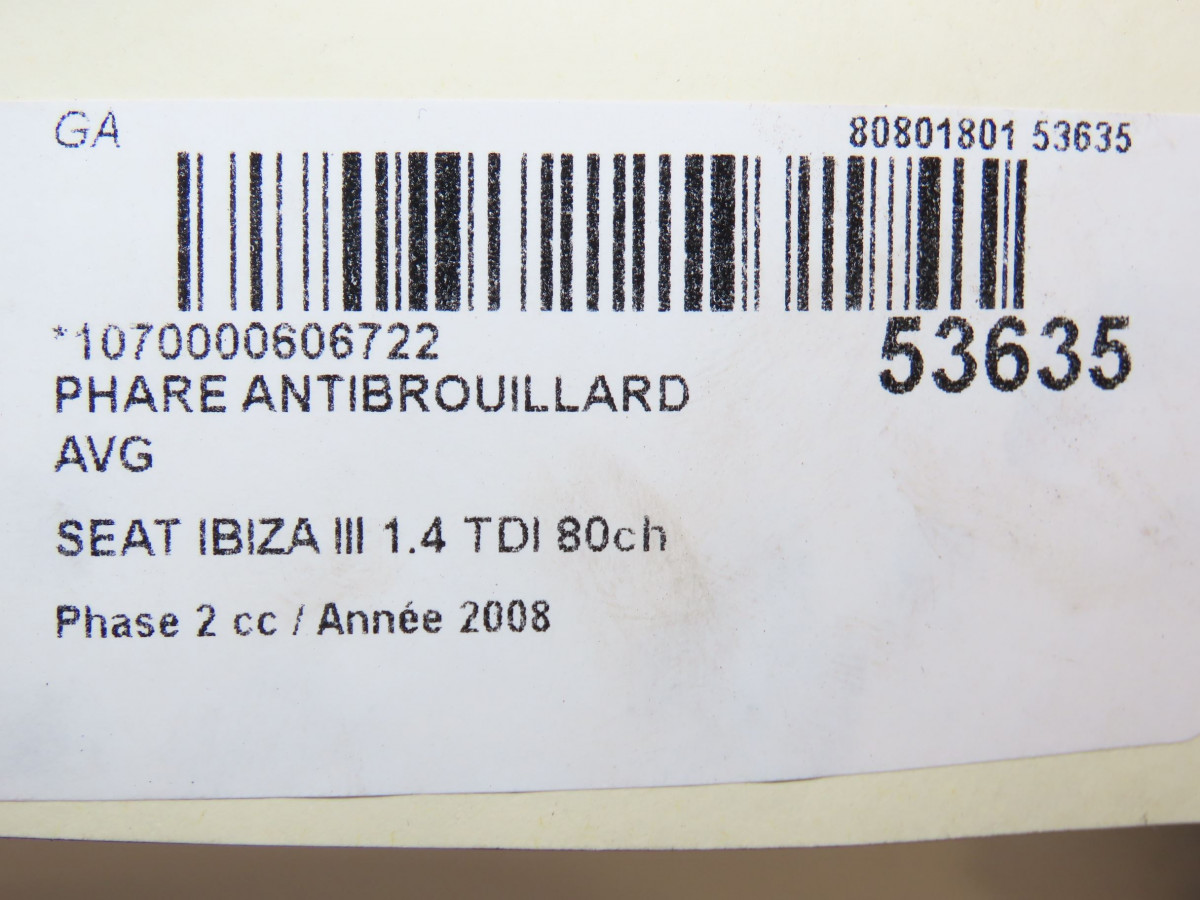 GA 80801801 53635
*1070000606722 53635
PHARE ANTIBROUILLARD
AVG
SEAT IBIZA III 1.4 TDI 80ch
Phase 2 cc / Année 2008